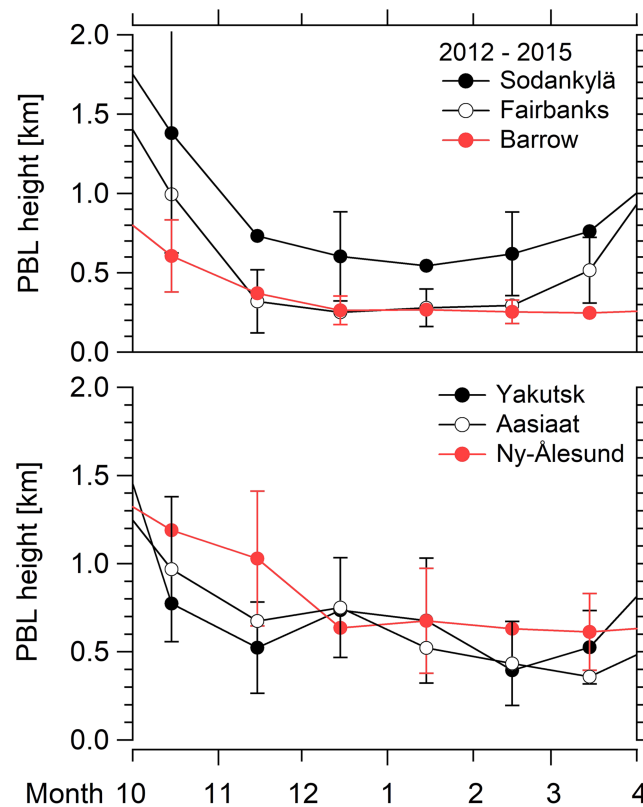 2.0
1.5
1.0
0.5
0.0
PBL height [km]
2012 - 2015
Sodankylä
Fairbanks
Barrow
2.0
1.5
1.0
0.5
0.0
PBL height [km]
Yakutsk
Aasiaat
Ny-Ålesund
Month 10 11 12 1 2 3 4